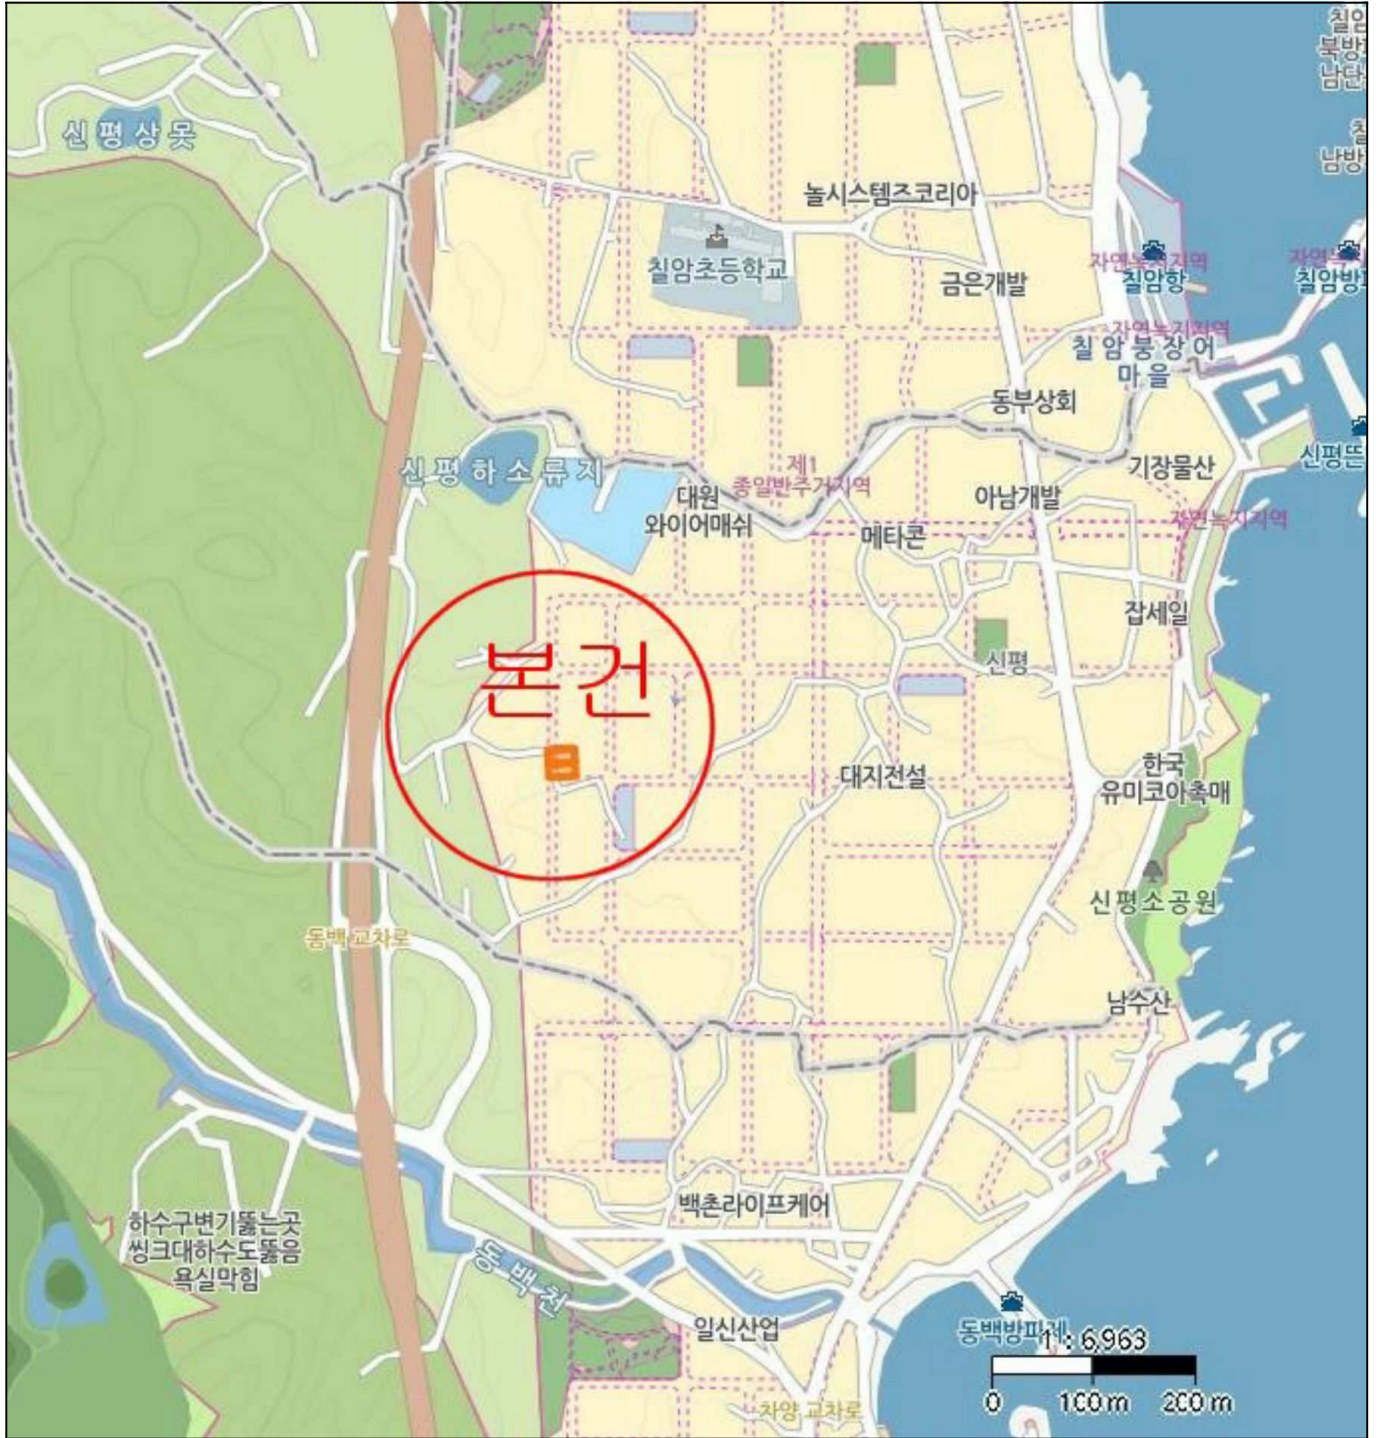 칠암
북방
남단
칠
남방
신평상못
놀시스템즈코리아
칠암초등학교
자연녹지지역
칠암항
칠암방파
금은개발
자연녹지지역
칠암붕장어
마을
동부상회
신평하소류지
제1
종일반주거지역
기장물산
신평뜬
대원
와이어매쉬
아남개발
자연녹지지역
메타콘
잡세일
본건
신평
대지전설
한국
유미코아촉매
신평소공원
동백 교차로
남수산
하수구변기뚫는곳
씽크대하수도뚫음
욕실막힘
백촌라이프케어
동백천
일신산업
동백방파제
1 : 6,963
0 100 m 200 m
차양 교차로